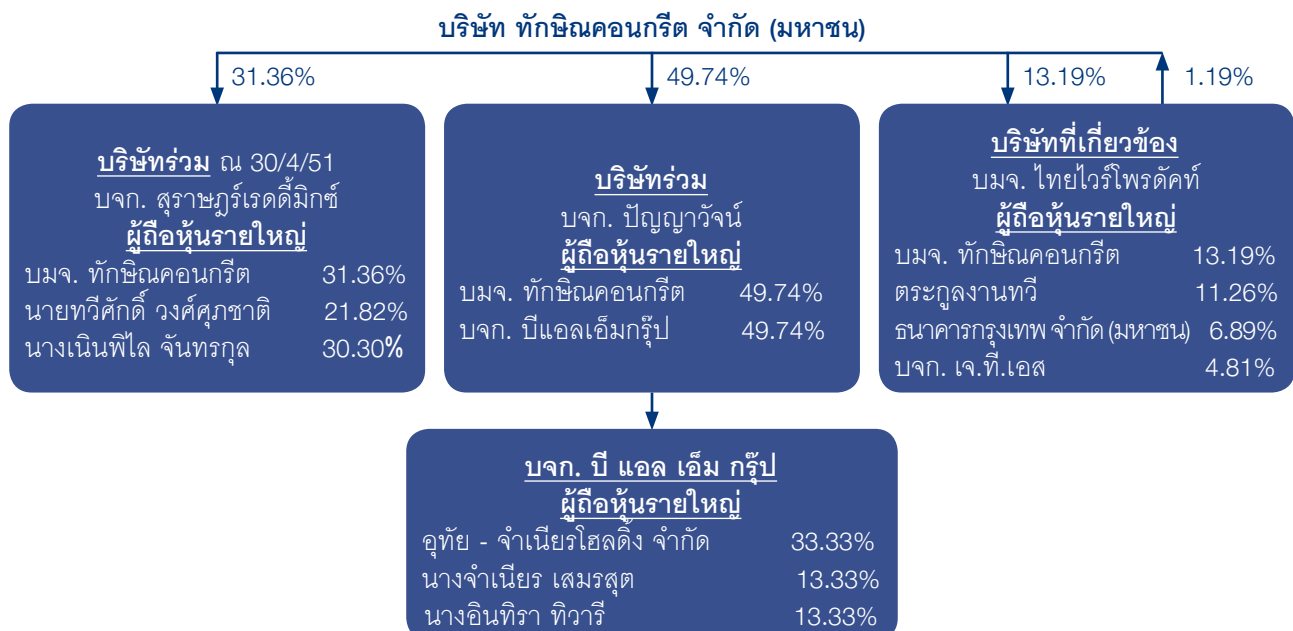 บริษัท ทักษิณคอนกรีต จำกัด (มหาชน)
31.36%
49.74%
13.19%
1.19%
บริษัทร่วม ณ 30/4/51
บจก. สุราษฎร์เรดดี้มิกซ์
ผู้ถือหุ้นรายใหญ่
บมจ. ทักษิณคอนกรีต 31.36%
นายทวีศักดิ์ วงศ์ศุภชาติ 21.82%
นางเนินพิไล จันทรกุล 30.30%
บริษัทร่วม
บจก. ปัญญาวัจน์
ผู้ถือหุ้นรายใหญ่
บมจ. ทักษิณคอนกรีต 49.74%
บจก. บีแอลเอ็มกรุ๊ป 49.74%
บริษัทที่เกี่ยวข้อง
บมจ. ไทยไวร์โพรดัคท์
ผู้ถือหุ้นรายใหญ่
บมจ. ทักษิณคอนกรีต 13.19%
ตระกูลงานทวี 11.26%
ธนาคารกรุงเทพ จำกัด (มหาชน) 6.89%
บจก. เจ.ที.เอส 4.81%
บจก. บี แอล เอ็ม กรุ๊ป
ผู้ถือหุ้นรายใหญ่
อุทัย - จำเนียรโฮลดิ้ง จำกัด 33.33%
นางจำเนียร เสมรสุต 13.33%
นางอินทิรา ทิวารี 13.33%